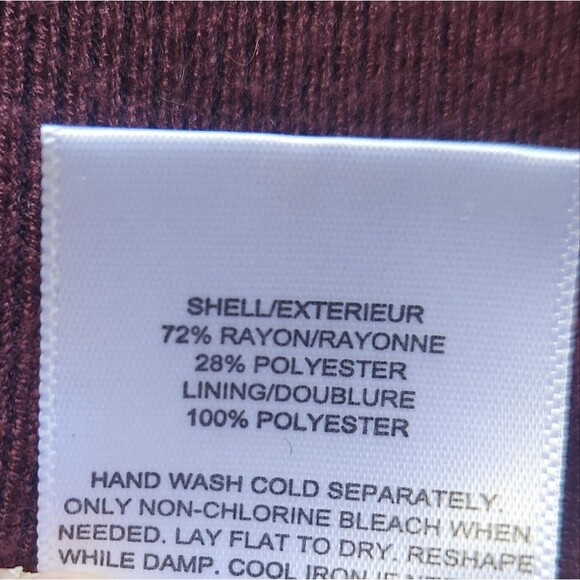 SHELL/EXTERIEUR
72% RAYON/RAYONNE
28% POLYESTER
LINING/DOUBLURE
100% POLYESTER
HAND WASH COLD SEPARATELY.
ONLY NON-CHLORINE BLEACH WHEN
NEEDED. LAY FLAT TO DRY. RESHAPE
WHILE DAMP. COOL IRON IF